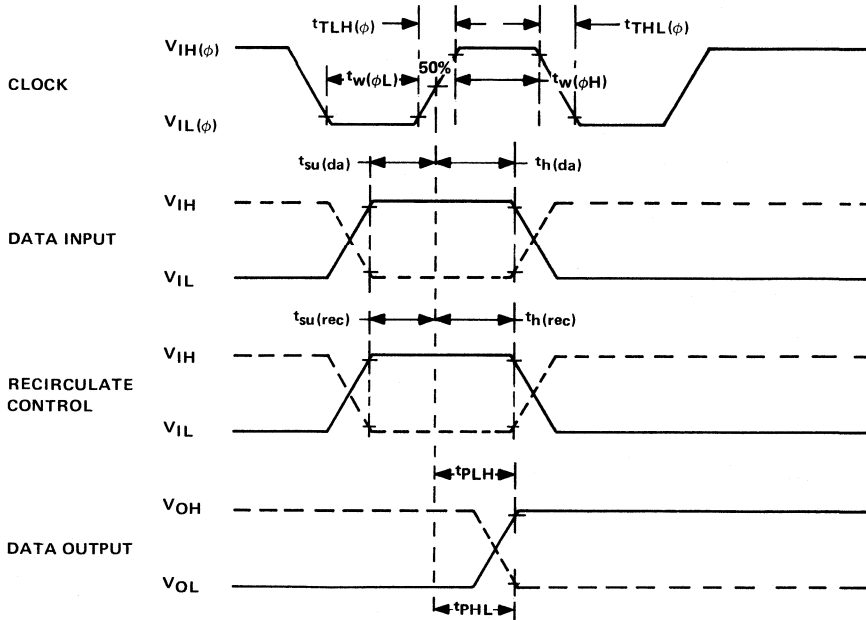 tTLH(ϕ)
tTHL(ϕ)
VIH(ϕ)
50%
CLOCK
tw(ϕL)
tw(ϕH)
VIL(ϕ)
tsu(da)
th(da)
VIH
DATA INPUT
VIL
tsu(rec)
th(rec)
VIH
RECIRCULATE
CONTROL
VIL
tPLH
VOH
DATA OUTPUT
VOL
tPHL